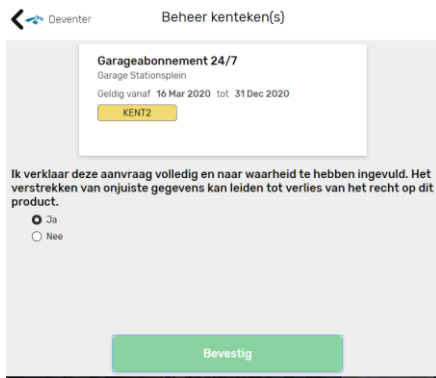 Deventer
Beheer kenteken(s)
Garageabonnement 24/7
Garage Stationsplein
Geldig vanaf 16 Mar 2020 tot 31 Dec 2020
KENT2
Ik verklaar deze aanvraag volledig en naar waarheid te hebben ingevuld. Het
verstrekken van onjuiste gegevens kan leiden tot verlies van het recht op dit
product.
Ja
Nee
Bevestig